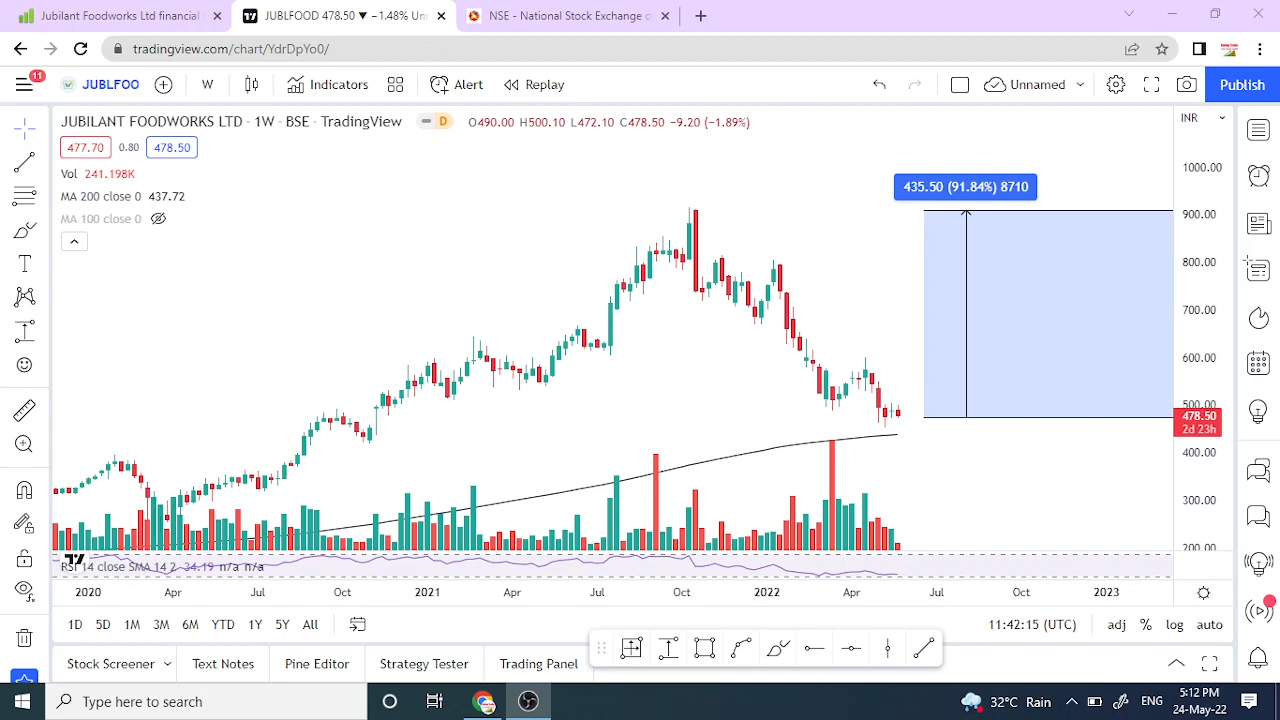 Jubilant Foodworks Ltd financial
JUBLFOOD 478.50 ▼ −1.48% Unn
NSE - National Stock Exchange o
tradingview.com/chart/YdrDpYo0/
11
JUBLFOO
W
Indicators
Alert
Replay
Unnamed
Publish
JUBILANT FOODWORKS LTD · 1W · BSE · TradingView
D
O490.00 H500.10 L472.10 C478.50 −9.20 (−1.89%)
INR
477.70
0.80
478.50
Vol 241.198K
MA 200 close 0 437.72
MA 100 close 0
435.50 (91.84%) 8710
1000.00
900.00
800.00
700.00
600.00
500.00
478.50
2d 23h
400.00
300.00
200.00
RSI 14 close SMA 14 2 34.19 n/a n/a
2020
Apr
Jul
Oct
2021
Apr
Jul
Oct
2022
Apr
Jul
Oct
2023
1D 5D 1M 3M 6M YTD 1Y 5Y All
11:42:15 (UTC)
adj % log auto
Stock Screener
Text Notes
Pine Editor
Strategy Tester
Trading Panel
Type here to search
32°C Rain
ENG
5:12 PM
24-May-22